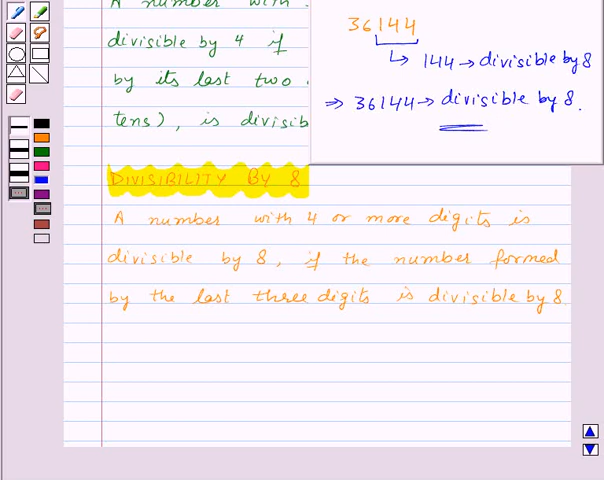 A number with
divisible by 4 if
by its last two
tens), is divisib
36144
↳ 144 → divisible by 8
⇒ 36144 → divisible by 8.
DIVISIBILITY BY 8
A number with 4 or more digits is
divisible by 8, if the number formed
by the last three digits is divisible by 8.